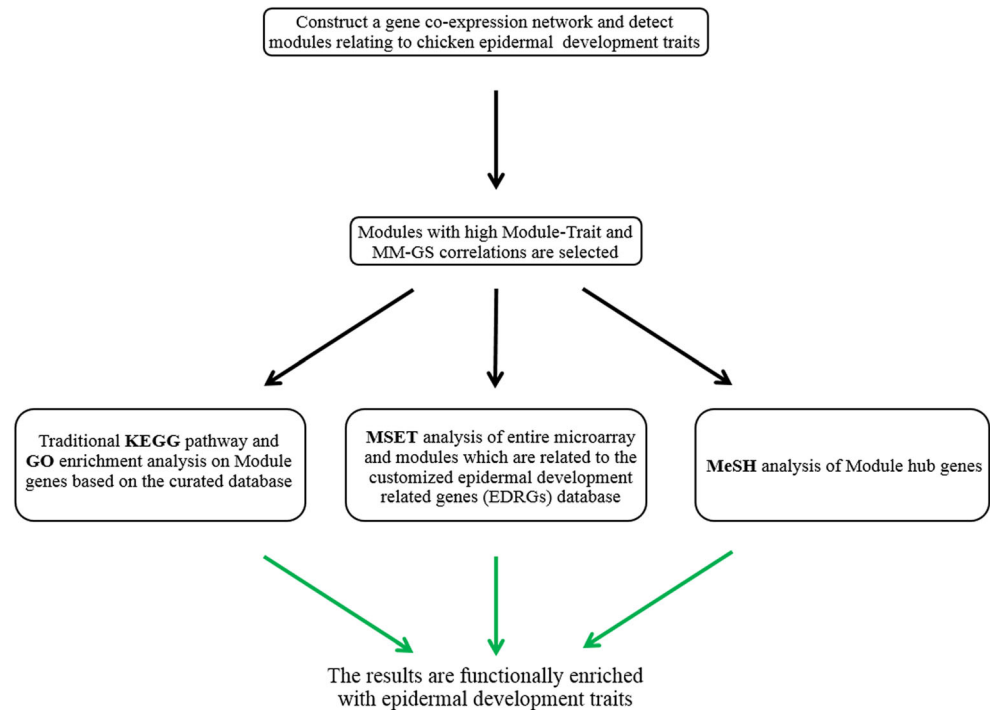 Construct a gene co-expression network and detect
modules relating to chicken epidermal development traits
Modules with high Module-Trait and
MM-GS correlations are selected
Traditional KEGG pathway and
GO enrichment analysis on Module
genes based on the curated database
MSET analysis of entire microarray
and modules which are related to the
customized epidermal development
related genes (EDRGs) database
MeSH analysis of Module hub genes
The results are functionally enriched
with epidermal development traits